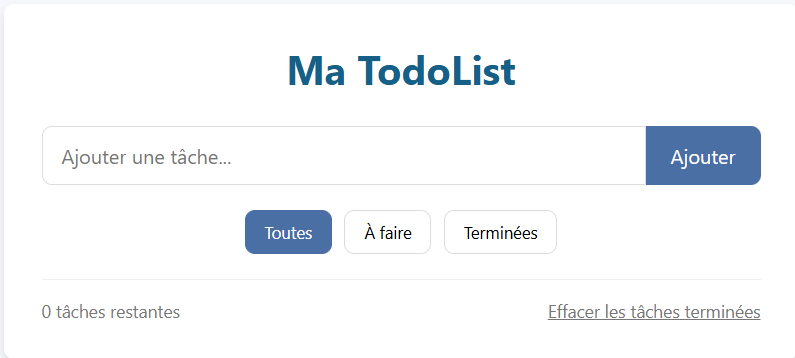 Ma TodoList
Ajouter une tâche... Ajouter
Toutes À faire Terminées
0 tâches restantes Effacer les tâches terminées